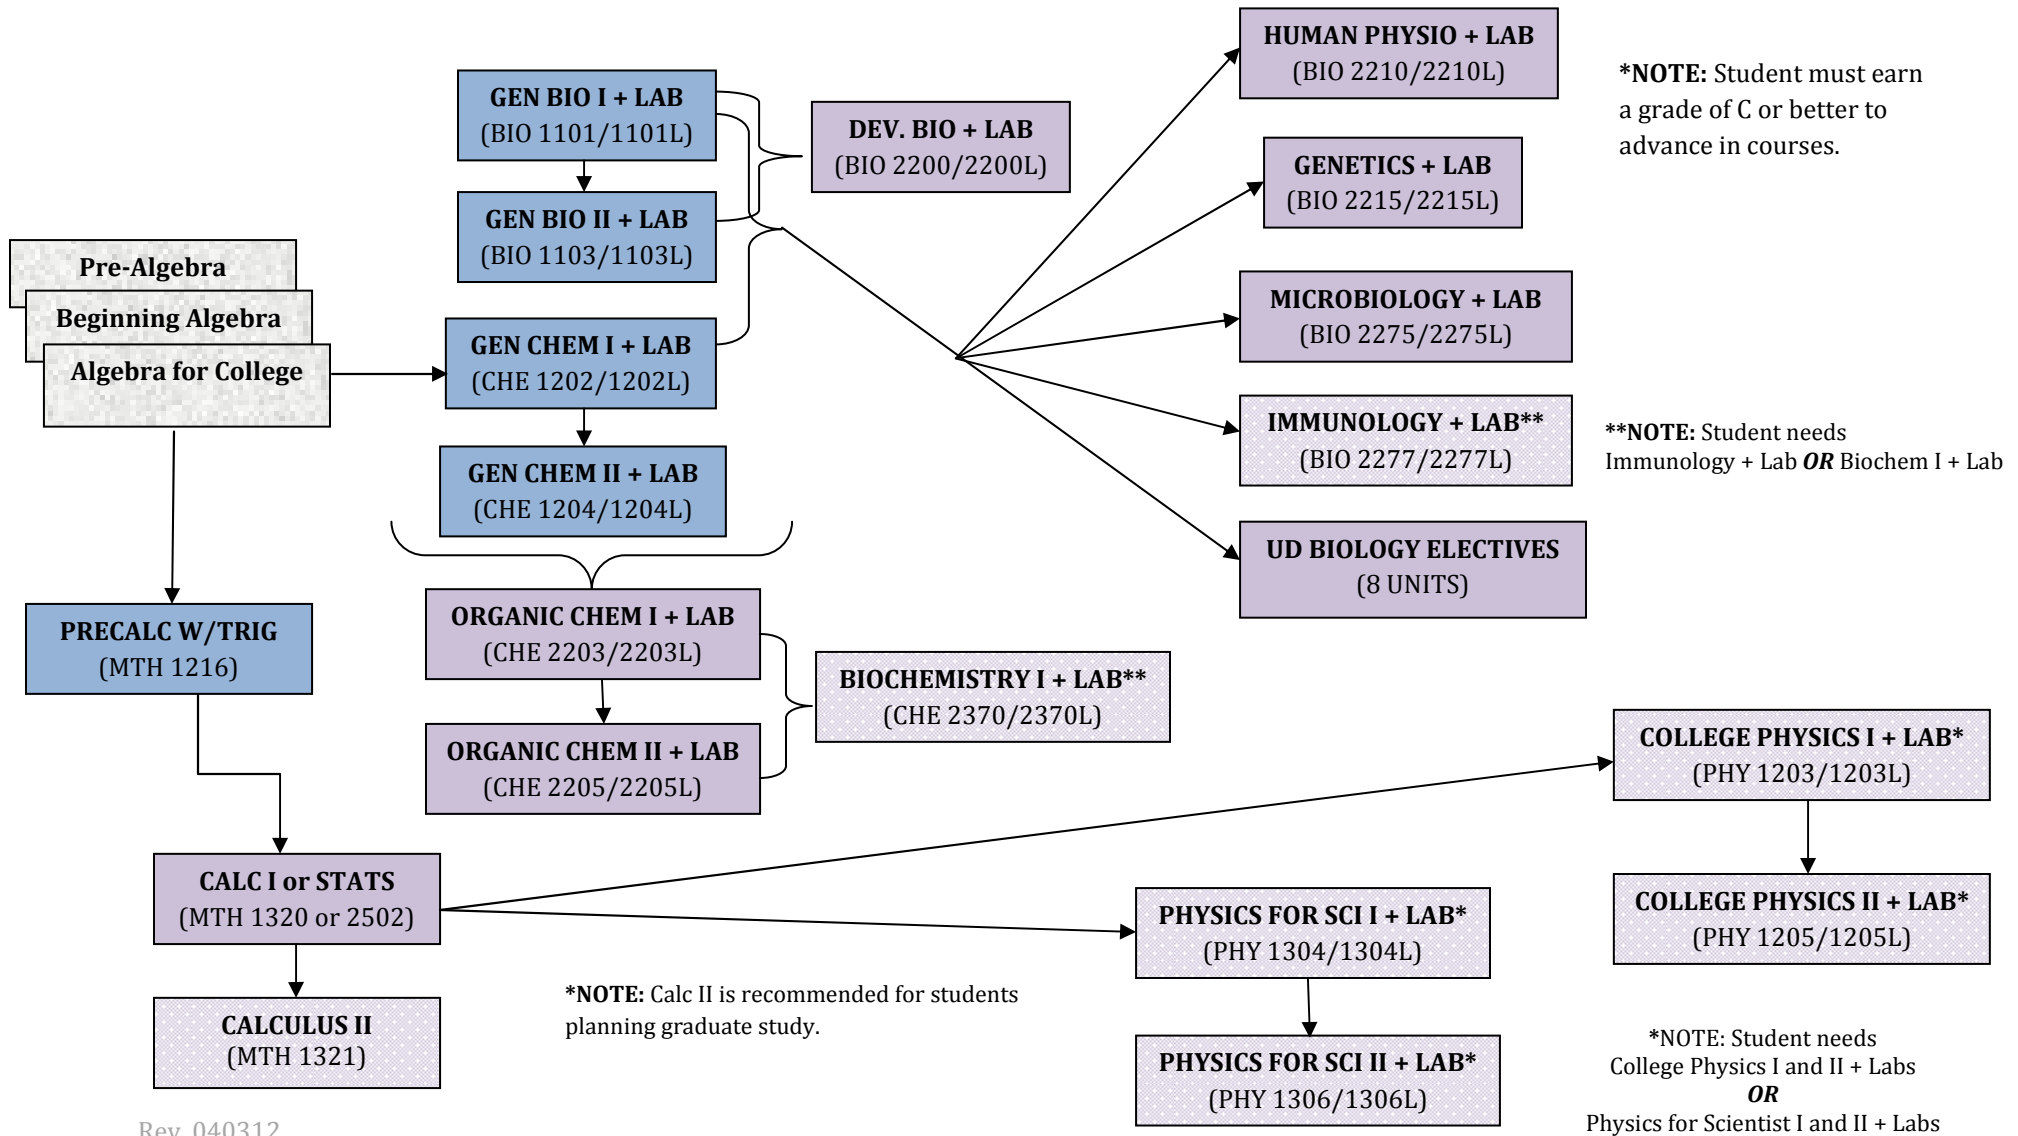 HUMAN PHYSIO + LAB
(BIO 2210/2210L)
*NOTE: Student must earn
a grade of C or better to
advance in courses.
GEN BIO I + LAB
(BIO 1101/1101L)
DEV. BIO + LAB
(BIO 2200/2200L)
GENETICS + LAB
(BIO 2215/2215L)
GEN BIO II + LAB
(BIO 1103/1103L)
Pre-Algebra
Beginning Algebra
Algebra for College
MICROBIOLOGY + LAB
(BIO 2275/2275L)
GEN CHEM I + LAB
(CHE 1202/1202L)
IMMUNOLOGY + LAB**
(BIO 2277/2277L)
**NOTE: Student needs
Immunology + Lab OR Biochem I + Lab
GEN CHEM II + LAB
(CHE 1204/1204L)
UD BIOLOGY ELECTIVES
(8 UNITS)
PRECALC W/TRIG
(MTH 1216)
ORGANIC CHEM I + LAB
(CHE 2203/2203L)
BIOCHEMISTRY I + LAB**
(CHE 2370/2370L)
ORGANIC CHEM II + LAB
(CHE 2205/2205L)
COLLEGE PHYSICS I + LAB*
(PHY 1203/1203L)
CALC I or STATS
(MTH 1320 or 2502)
PHYSICS FOR SCI I + LAB*
(PHY 1304/1304L)
COLLEGE PHYSICS II + LAB*
(PHY 1205/1205L)
*NOTE: Calc II is recommended for students
planning graduate study.
CALCULUS II
(MTH 1321)
PHYSICS FOR SCI II + LAB*
(PHY 1306/1306L)
*NOTE: Student needs
College Physics I and II + Labs
OR
Physics for Scientist I and II + Labs
Rev. 040312